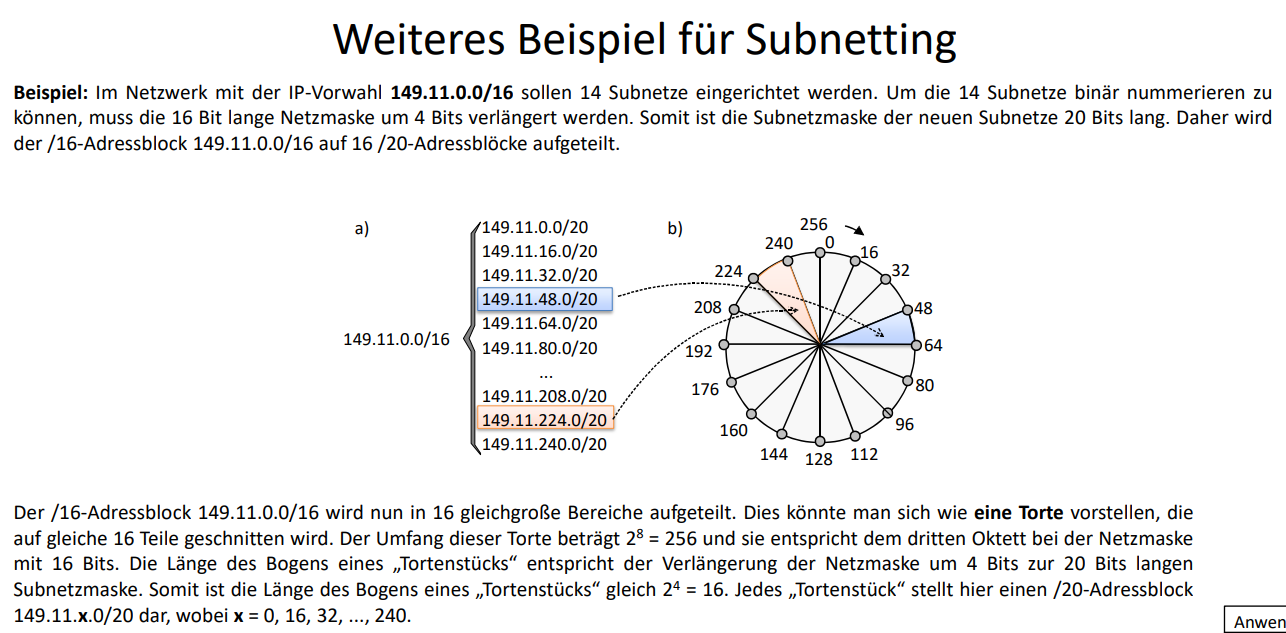 Weiteres Beispiel für Subnetting
Beispiel: Im Netzwerk mit der IP-Vorwahl 149.11.0.0/16 sollen 14 Subnetze eingerichtet werden. Um die 14 Subnetze binär nummerieren zu
können, muss die 16 Bit lange Netzmaske um 4 Bits verlängert werden. Somit ist die Subnetzmaske der neuen Subnetze 20 Bits lang. Daher wird
der /16-Adressblock 149.11.0.0/16 auf 16 /20-Adressblöcke aufgeteilt.
a)
149.11.0.0/16
149.11.0.0/20
149.11.16.0/20
149.11.32.0/20
149.11.48.0/20
149.11.64.0/20
149.11.80.0/20
...
149.11.208.0/20
149.11.224.0/20
149.11.240.0/20
b)
256
0
16
32
48
64
80
96
112
128
144
160
176
192
208
224
240
Der /16-Adressblock 149.11.0.0/16 wird nun in 16 gleichgroße Bereiche aufgeteilt. Dies könnte man sich wie eine Torte vorstellen, die
auf gleiche 16 Teile geschnitten wird. Der Umfang dieser Torte beträgt 2⁸ = 256 und sie entspricht dem dritten Oktett bei der Netzmaske
mit 16 Bits. Die Länge des Bogens eines „Tortenstücks“ entspricht der Verlängerung der Netzmaske um 4 Bits zur 20 Bits langen
Subnetzmaske. Somit ist die Länge des Bogens eines „Tortenstücks“ gleich 2⁴ = 16. Jedes „Tortenstück“ stellt hier einen /20-Adressblock
149.11.x.0/20 dar, wobei x = 0, 16, 32, ..., 240.
Anwen